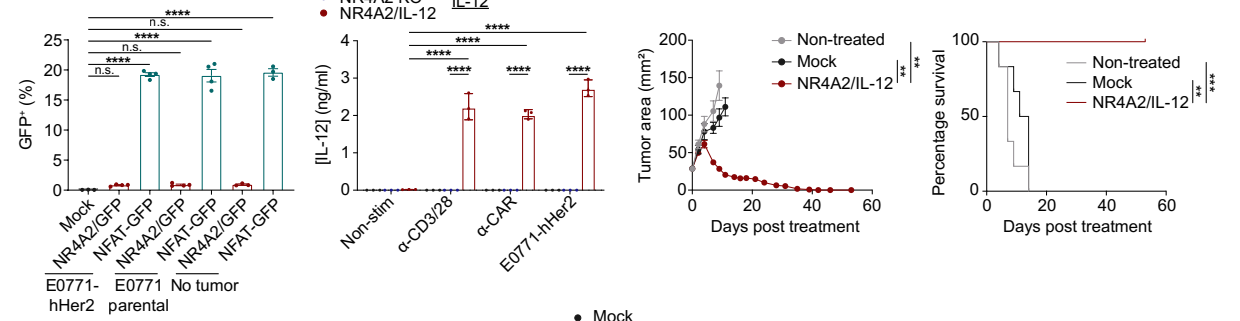 ****
n.s.
****
n.s.
****
n.s.
GFP⁺ (%)
25
20
15
10
5
0
Mock
NR4A2/GFP
NFAT-GFP
NR4A2/GFP
NFAT-GFP
NR4A2/GFP
NFAT-GFP
E0771-
hHer2
E0771
parental
No tumor
IL-12
NR4A2/IL-12
****
****
****
**** **** ****
[IL-12] (ng/ml)
4
3
2
1
0
Non-stim
α-CD3/28
α-CAR
E0771-hHer2
Tumor area (mm²)
200
150
100
50
0
0 20 40 60
Days post treatment
Non-treated
Mock
NR4A2/IL-12
**
**
Percentage survival
100
50
0
0 20 40 60
Days post treatment
Non-treated
Mock
NR4A2/IL-12
**
***
Mock